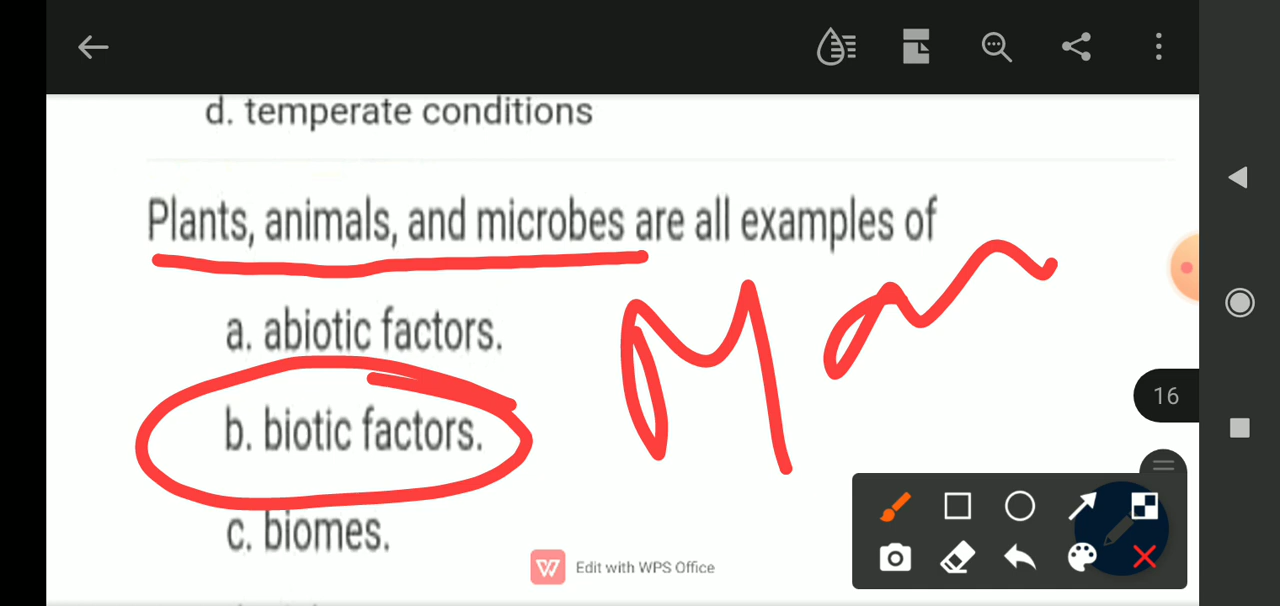 d. temperate conditions
Plants, animals, and microbes are all examples of
a. abiotic factors.
b. biotic factors.
c. biomes.
16
Edit with WPS Office